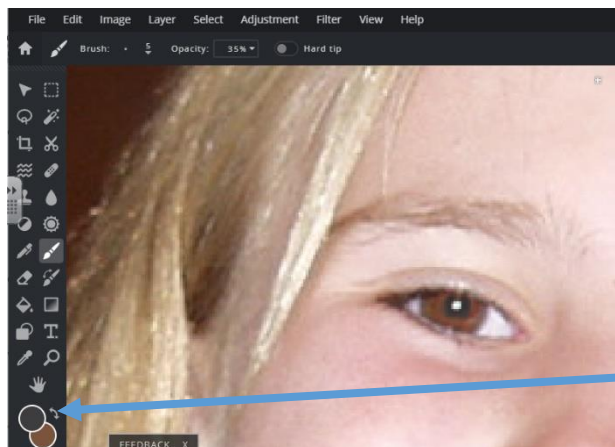 File Edit Image Layer Select Adjustment Filter View Help
Brush: 5 Opacity: 35% Hard tip
T
FEEDBACK X